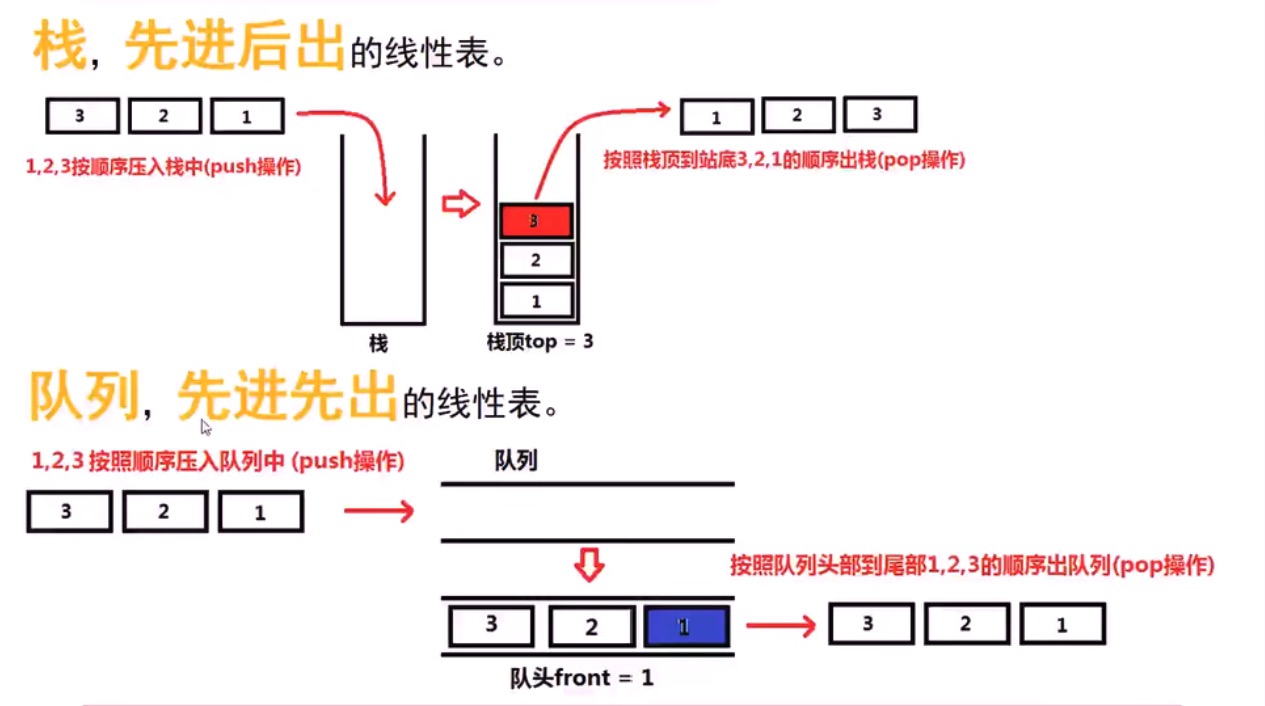 栈，先进后出的线性表。
3 2 1
1 2 3
1,2,3按顺序压入栈中(push操作)
按照栈顶到站底3,2,1的顺序出栈(pop操作)
3
2
1
栈
栈顶top = 3
队列，先进先出的线性表。
1,2,3 按照顺序压入队列中 (push操作)
队列
3 2 1
按照队列头部到尾部1,2,3的顺序出队列(pop操作)
3 2 1
3 2 1
队头front = 1